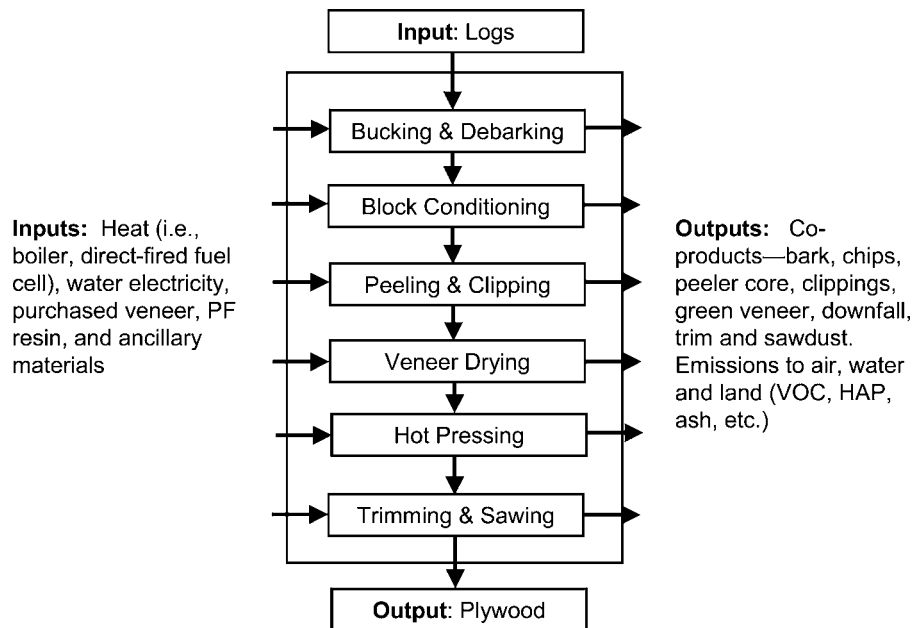 Input: Logs
Bucking & Debarking
Block Conditioning
Peeling & Clipping
Veneer Drying
Hot Pressing
Trimming & Sawing
Output: Plywood
Inputs: Heat (i.e.,
boiler, direct-fired fuel
cell), water electricity,
purchased veneer, PF
resin, and ancillary
materials
Outputs: Co-
products—bark, chips,
peeler core, clippings,
green veneer, downfall,
trim and sawdust.
Emissions to air, water
and land (VOC, HAP,
ash, etc.)